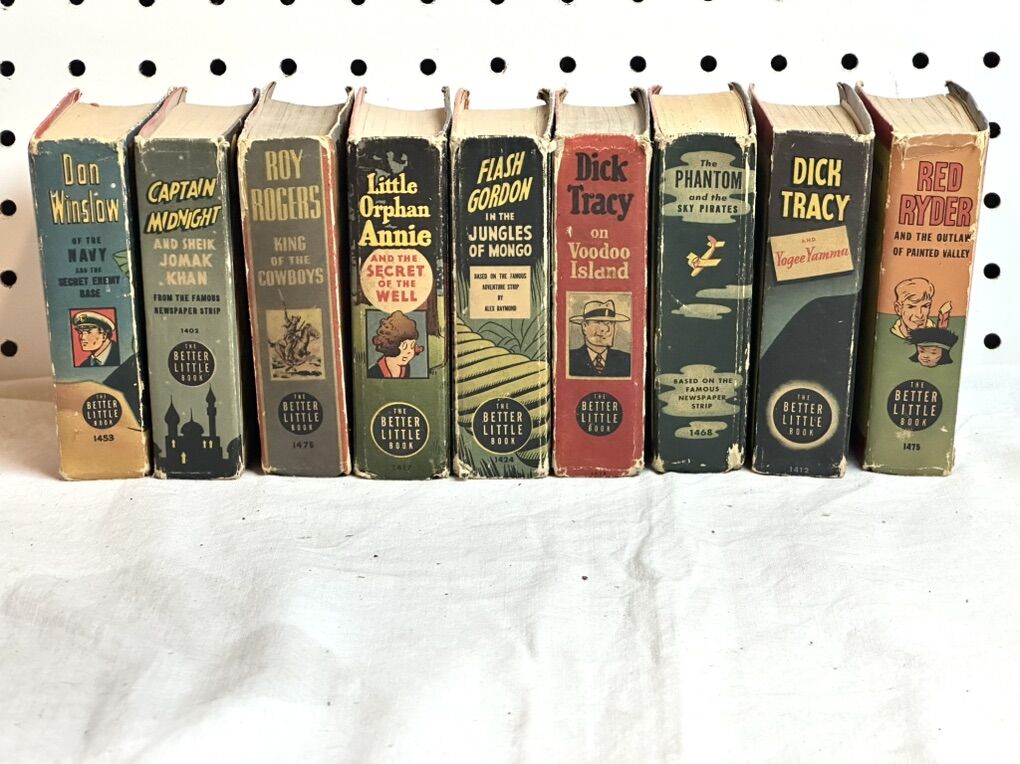 Don
Winslow
OF THE
NAVY
AND THE
SECRET ENEMY
BASE
THE
BETTER
LITTLE
BOOK
1453
CAPTAIN
MIDNIGHT
AND SHEIK
JOMAK
KHAN
FROM THE FAMOUS
NEWSPAPER STRIP
1402
THE
BETTER
LITTLE
BOOK
ROY
ROGERS
KING
OF THE
COWBOYS
THE
BETTER
LITTLE
BOOK
1476
Little
Orphan
Annie
AND THE
SECRET
OF THE
WELL
THE
BETTER
LITTLE
BOOK
1417
FLASH
GORDON
IN THE
JUNGLES
OF MONGO
BASED ON THE FAMOUS
ADVENTURE STRIP
BY
ALEX RAYMOND
THE
BETTER
LITTLE
BOOK
1424
Dick
Tracy
on
Voodoo
Island
THE
BETTER
LITTLE
BOOK
The
PHANTOM
and the
SKY PIRATES
BASED ON THE
FAMOUS
NEWSPAPER
STRIP
1468
DICK
TRACY
AND
Yogee Yamma
THE
BETTER
LITTLE
BOOK
1412
RED
RYDER
AND THE OUTLAW
OF PAINTED VALLEY
THE
BETTER
LITTLE
BOOK
1475